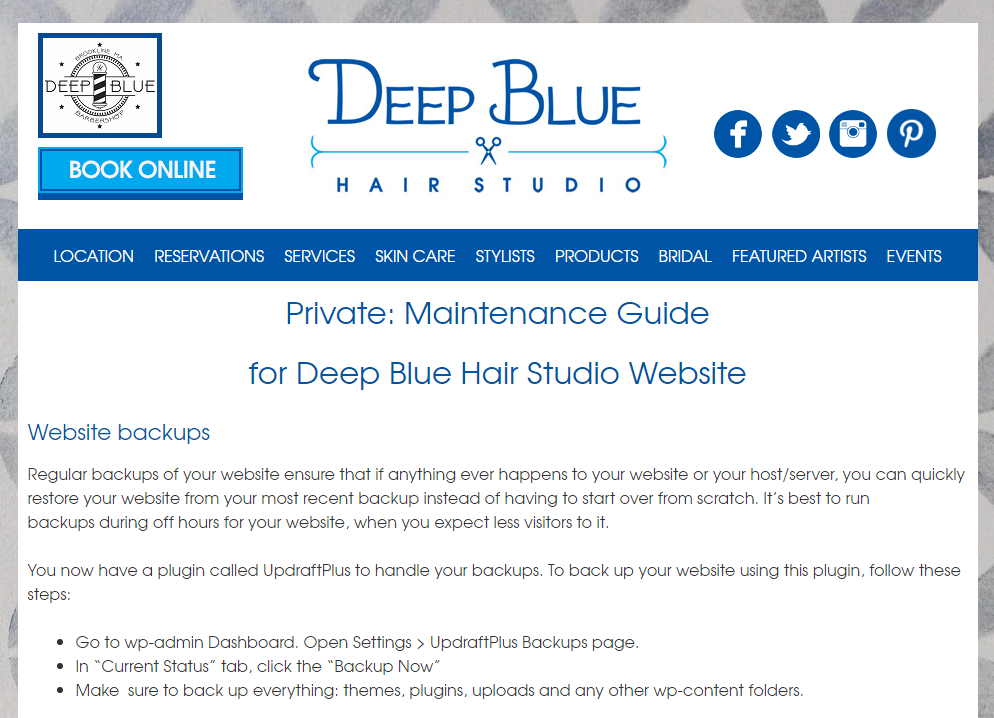 BROOKLINE, MA
DEEP BLUE
BARBERSHOP
BOOK ONLINE
DEEP BLUE
HAIR STUDIO
LOCATION RESERVATIONS SERVICES SKIN CARE STYLISTS PRODUCTS BRIDAL FEATURED ARTISTS EVENTS
Private: Maintenance Guide
for Deep Blue Hair Studio Website
Website backups
Regular backups of your website ensure that if anything ever happens to your website or your host/server, you can quickly
restore your website from your most recent backup instead of having to start over from scratch. It’s best to run
backups during off hours for your website, when you expect less visitors to it.
You now have a plugin called UpdraftPlus to handle your backups. To back up your website using this plugin, follow these
steps:
• Go to wp-admin Dashboard. Open Settings > UpdraftPlus Backups page.
• In “Current Status” tab, click the “Backup Now”
• Make  sure to back up everything: themes, plugins, uploads and any other wp-content folders.